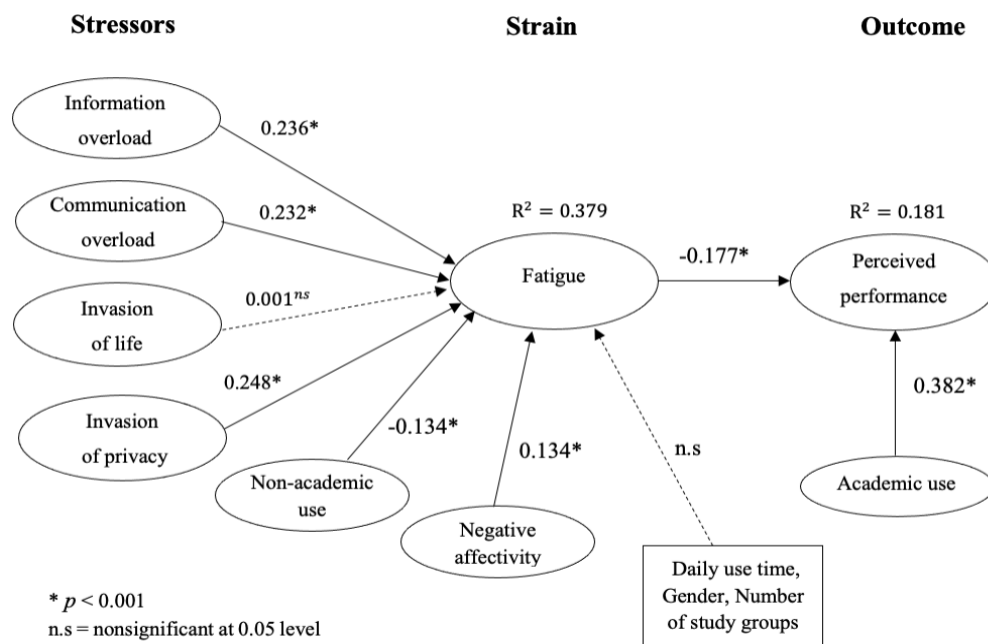 Stressors
Strain
Outcome
Information
overload
0.236*
Communication
overload
0.232*
R² = 0.379
R² = 0.181
Fatigue
-0.177*
Perceived
performance
Invasion
of life
0.001ⁿˢ
Invasion
of privacy
0.248*
-0.134*
0.134*
n.s
0.382*
Non-academic
use
Negative
affectivity
Academic use
Daily use time,
Gender, Number
of study groups
* p < 0.001
n.s = nonsignificant at 0.05 level